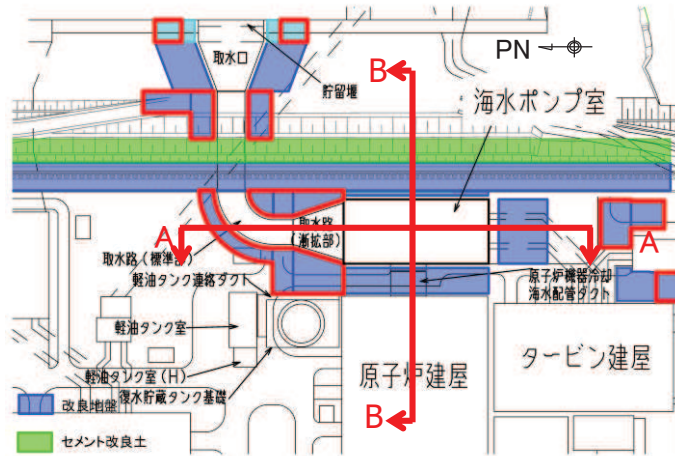 PN
取水口
貯留堰
B
海水ポンプ室
A
取水路
(漸拡部)
A
取水路(標準部)
軽油タンク連絡ダクト
原子炉機器冷却
海水配管ダクト
軽油タンク室
タービン建屋
原子炉建屋
軽油タンク室(H)
復水貯蔵タンク基礎
改良地盤
B
セメント改良土